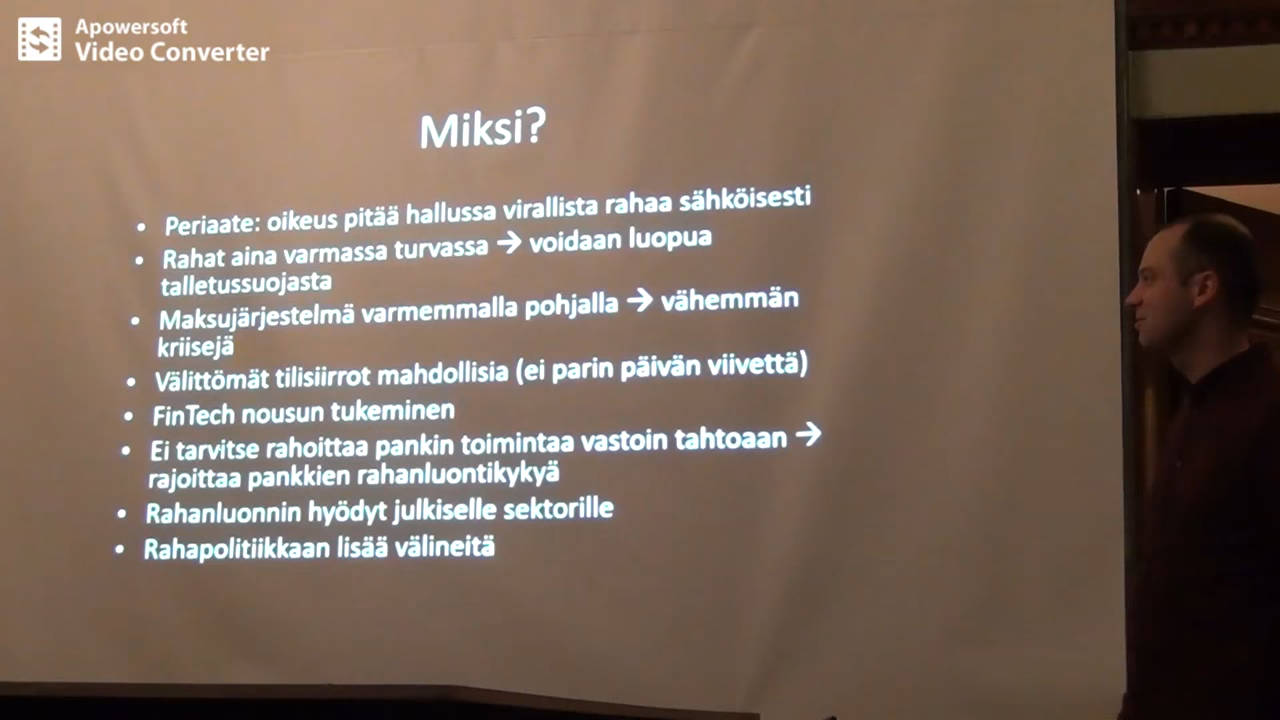 Apowersoft
Video Converter
Miksi?
• Periaate: oikeus pitää hallussa virallista rahaa sähköisesti
• Rahat aina varmassa turvassa → voidaan luopua
talletussuojasta
• Maksujärjestelmä varmemmalla pohjalla → vähemmän
kriisejä
• Välittömät tilisiirrot mahdollisia (ei parin päivän viivettä)
• FinTech nousun tukeminen
• Ei tarvitse rahoittaa pankin toimintaa vastoin tahtoaan →
rajoittaa pankkien rahanluontikykyä
• Rahanluonnin hyödyt julkiselle sektorille
• Rahapolitiikkaan lisää välineitä